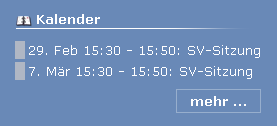 Kalender
29. Feb 15:30 - 15:50: SV-Sitzung
7. Mär 15:30 - 15:50: SV-Sitzung
mehr ...